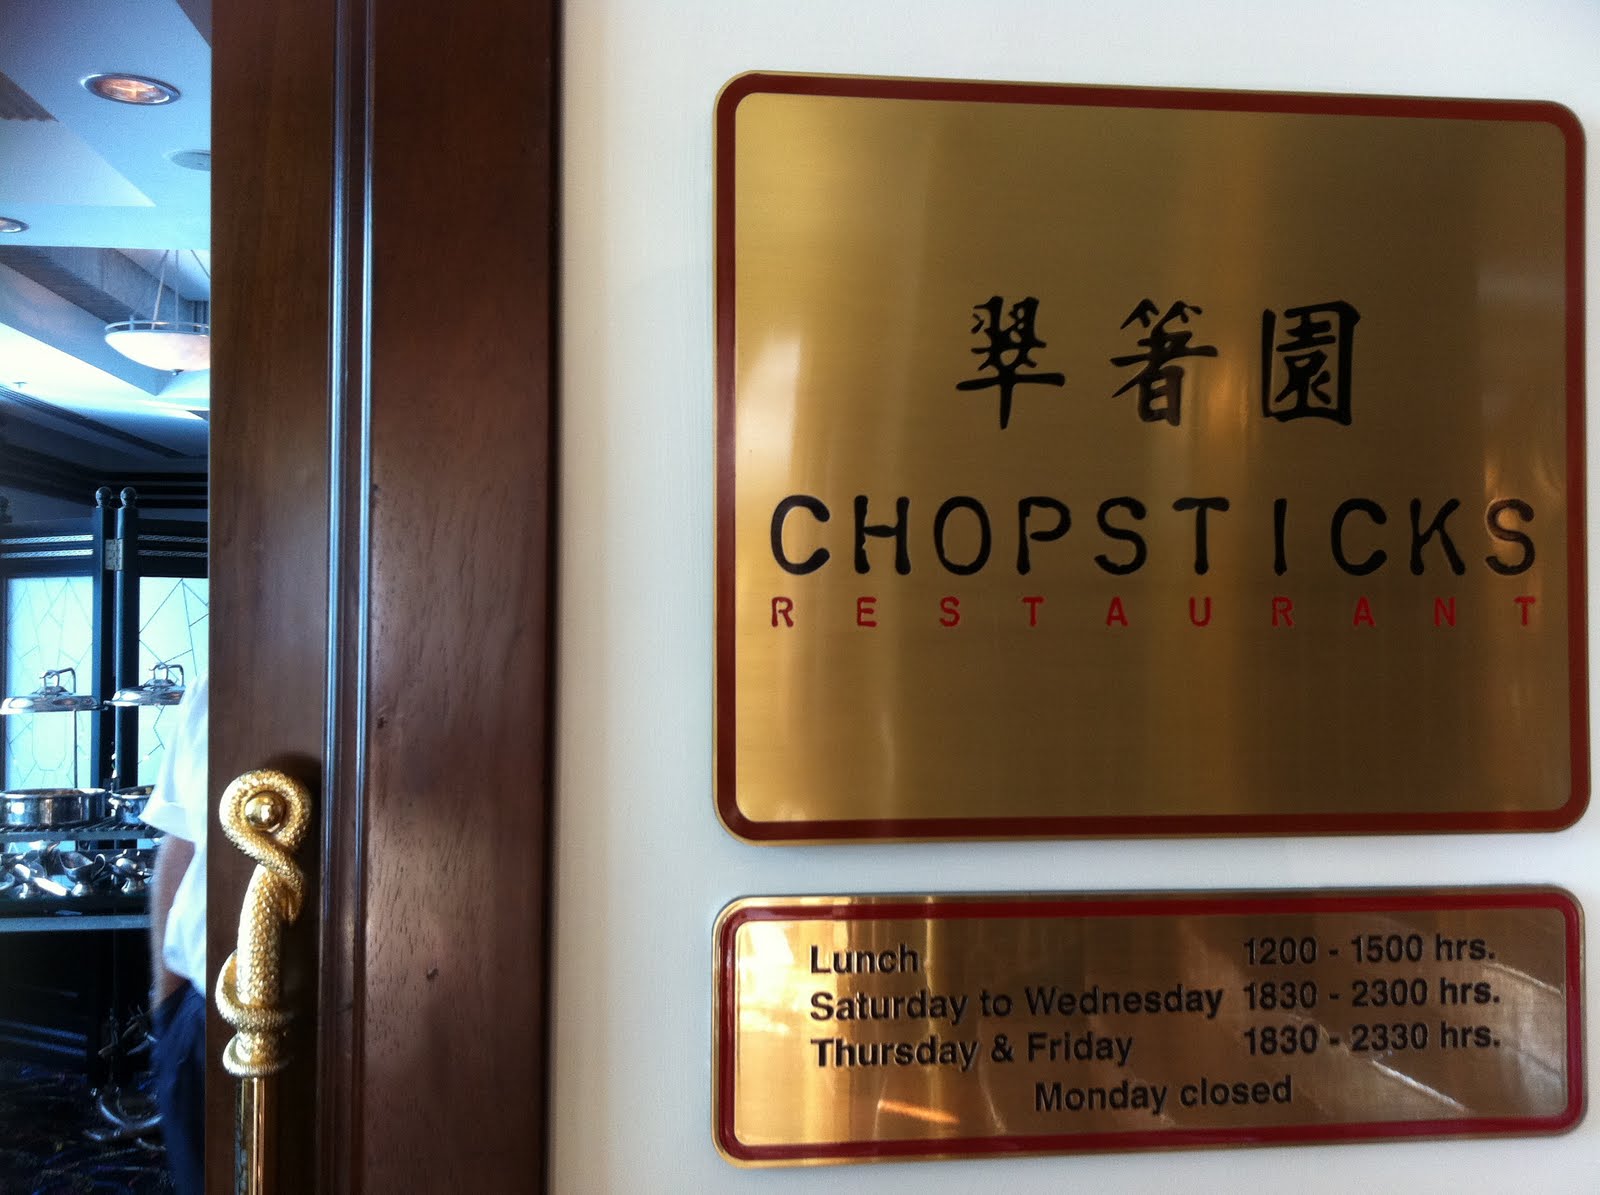 翠箸園
CHOPSTICKS
RESTAURANT
Lunch 1200 - 1500 hrs.
Saturday to Wednesday 1830 - 2300 hrs.
Thursday & Friday 1830 - 2330 hrs.
Monday closed